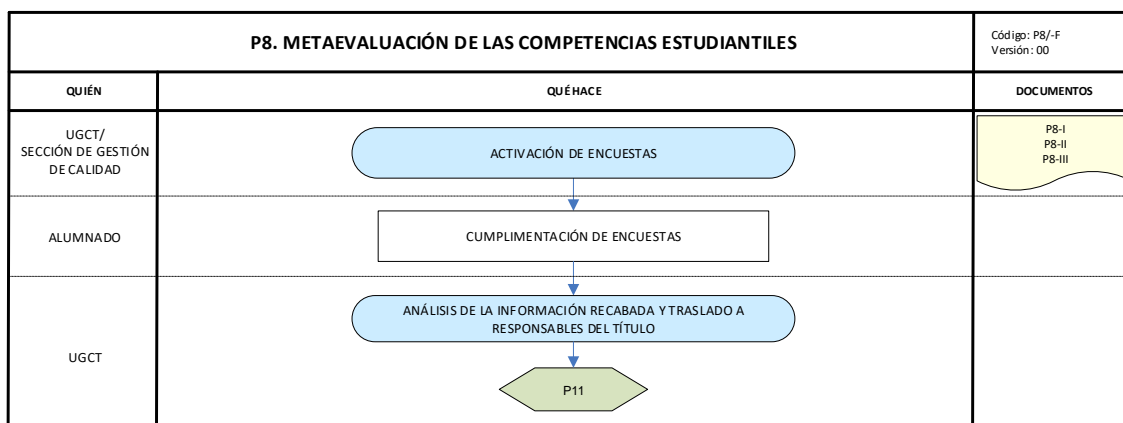 P8. METAEVALUACIÓN DE LAS COMPETENCIAS ESTUDIANTILES
Código: P8/-F
Versión: 00
QUIÉN
QUÉ HACE
DOCUMENTOS
UGCT/
SECCIÓN DE GESTIÓN
DE CALIDAD
ACTIVACIÓN DE ENCUESTAS
P8-I
P8-II
P8-III
ALUMNADO
CUMPLIMENTACIÓN DE ENCUESTAS
UGCT
ANÁLISIS DE LA INFORMACIÓN RECABADA Y TRASLADO A
RESPONSABLES DEL TÍTULO
P11